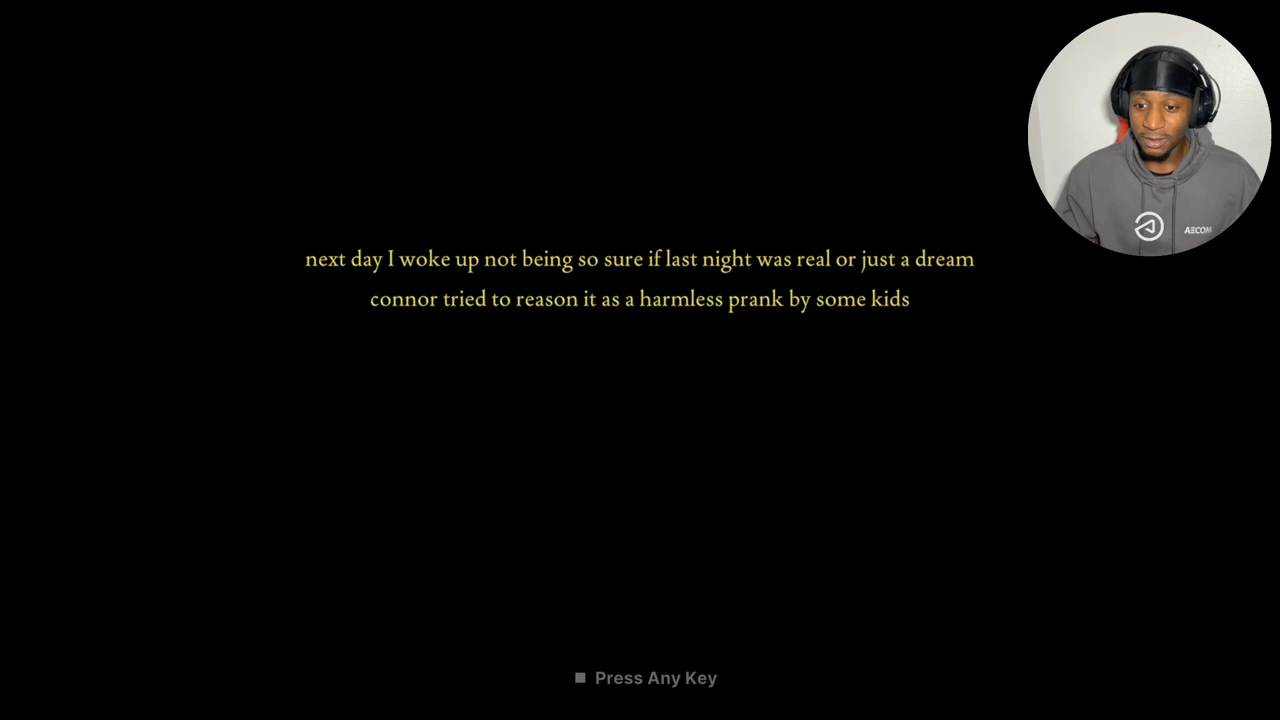 next day I woke up not being so sure if last night was real or just a dream
connor tried to reason it as a harmless prank by some kids
AECOM
Press Any Key